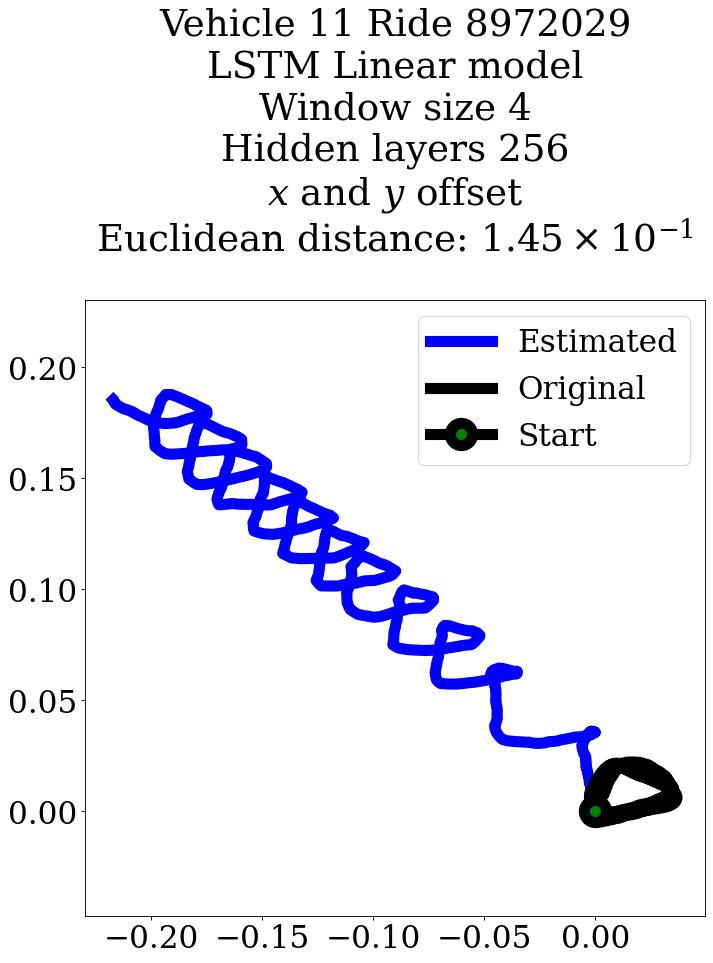 Vehicle 11 Ride 8972029
LSTM Linear model
Window size 4
Hidden layers 256
x and y offset
Euclidean distance: 1.45 × 10⁻¹
Estimated
Original
Start
0.20
0.15
0.10
0.05
0.00
−0.20 −0.15 −0.10 −0.05 0.00